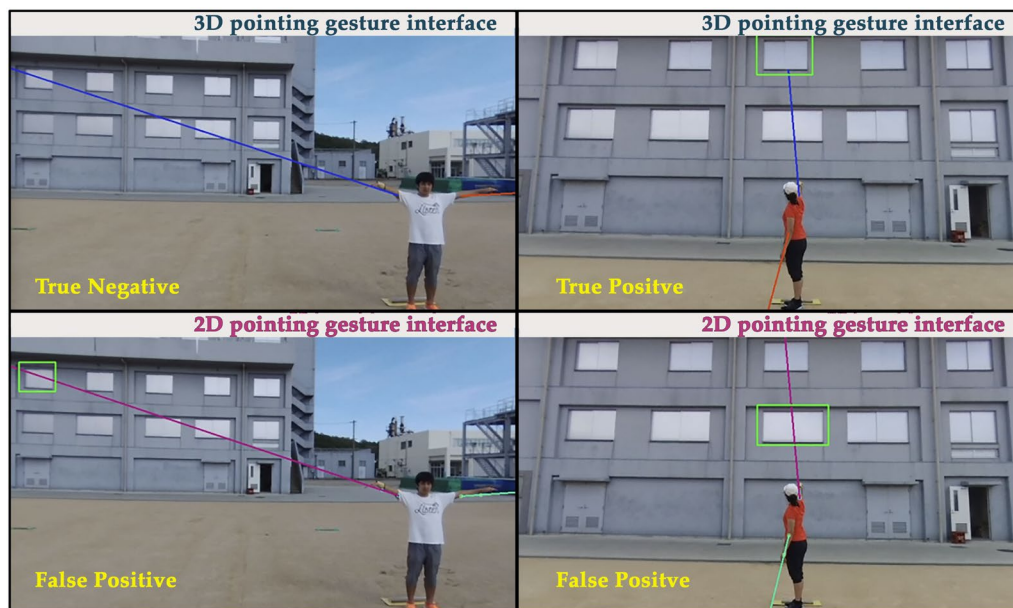 3D pointing gesture interface
3D pointing gesture interface
True Negative
True Positve
2D pointing gesture interface
2D pointing gesture interface
False Positive
False Positve